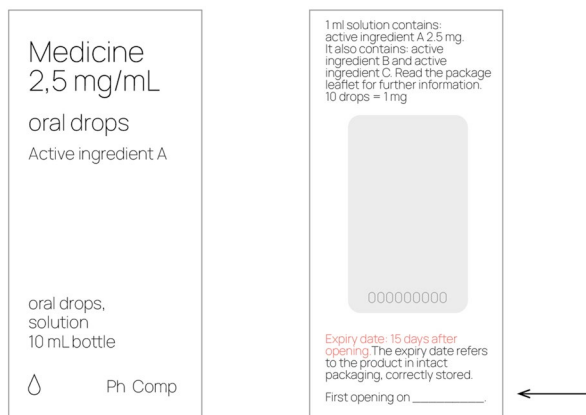 Medicine
2,5 mg/mL
oral drops
Active ingredient A
oral drops,
solution
10 mL bottle
Ph Comp
1 ml solution contains:
active ingredient A 2.5 mg.
It also contains: active
ingredient B and active
ingredient C. Read the package
leaflet for further information.
10 drops = 1 mg
000000000
Expiry date: 15 days after
opening.The expiry date refers
to the product in intact
packaging, correctly stored.
First opening on ____________.